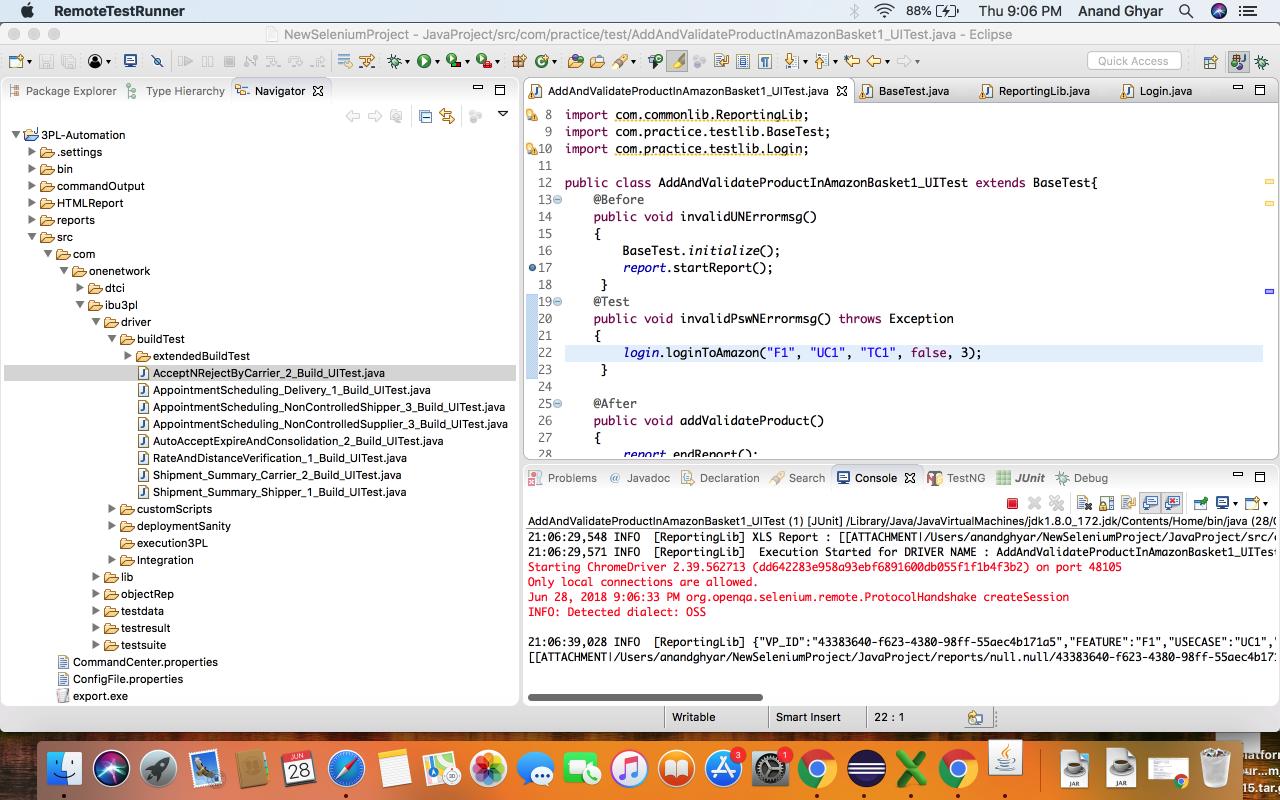 RemoteTestRunner
88%
Thu 9:06 PM
Anand Ghyar
NewSeleniumProject - JavaProject/src/com/practice/test/AddAndValidateProductInAmazonBasket1_UITest.java - Eclipse
Quick Access
Package Explorer
Type Hierarchy
Navigator
3PL-Automation
.settings
bin
commandOutput
HTMLReport
reports
src
com
onenetwork
dtci
ibu3pl
driver
buildTest
extendedBuildTest
AcceptNRejectByCarrier_2_Build_UITest.java
AppointmentScheduling_Delivery_1_Build_UITest.java
AppointmentScheduling_NonControlledShipper_3_Build_UITest.java
AppointmentScheduling_NonControlledSupplier_3_Build_UITest.java
AutoAcceptExpireAndConsolidation_2_Build_UITest.java
RateAndDistanceVerification_1_Build_UITest.java
Shipment_Summary_Carrier_2_Build_UITest.java
Shipment_Summary_Shipper_1_Build_UITest.java
customScripts
deploymentSanity
execution3PL
Integration
lib
objectRep
testdata
testresult
testsuite
CommandCenter.properties
ConfigFile.properties
export.exe
AddAndValidateProductInAmazonBasket1_UITest.java
BaseTest.java
ReportingLib.java
Login.java
8 import com.commonlib.ReportingLib;
9 import com.practice.testlib.BaseTest;
10 import com.practice.testlib.Login;
11
12 public class AddAndValidateProductInAmazonBasket1_UITest extends BaseTest{
13 @Before
14 public void invalidUNErrormsg()
15 {
16 BaseTest.initialize();
17 report.startReport();
18 }
19 @Test
20 public void invalidPswNErrormsg() throws Exception
21 {
22 login.loginToAmazon("F1", "UC1", "TC1", false, 3);
23 }
24
25 @After
26 public void addValidateProduct()
27 {
28 report.endReport();
Problems
Javadoc
Declaration
Search
Console
TestNG
JUnit
Debug
AddAndValidateProductInAmazonBasket1_UITest (1) [JUnit] /Library/Java/JavaVirtualMachines/jdk1.8.0_172.jdk/Contents/Home/bin/java (28/
21:06:29,548 INFO [ReportingLib] XLS Report : [[ATTACHMENT|/Users/anandghyar/NewSeleniumProject/JavaProject/src/
21:06:29,571 INFO [ReportingLib] Execution Started for DRIVER NAME : AddAndValidateProductInAmazonBasket1_UITest
Starting ChromeDriver 2.39.562713 (dd642283e958a93ebf6891600db055f1f1b4f3b2) on port 48105
Only local connections are allowed.
Jun 28, 2018 9:06:33 PM org.openqa.selenium.remote.ProtocolHandshake createSession
INFO: Detected dialect: OSS
21:06:39,028 INFO [ReportingLib] {"VP_ID":"43383640-f623-4380-98ff-55aec4b171a5","FEATURE":"F1","USECASE":"UC1",
[[ATTACHMENT|/Users/anandghyar/NewSeleniumProject/JavaProject/reports/null.null/43383640-f623-4380-98ff-55aec4b17
Writable
Smart Insert
22 : 1
JUN
28
3
1
JAR
JAR
platform
our...m
15.tar.g